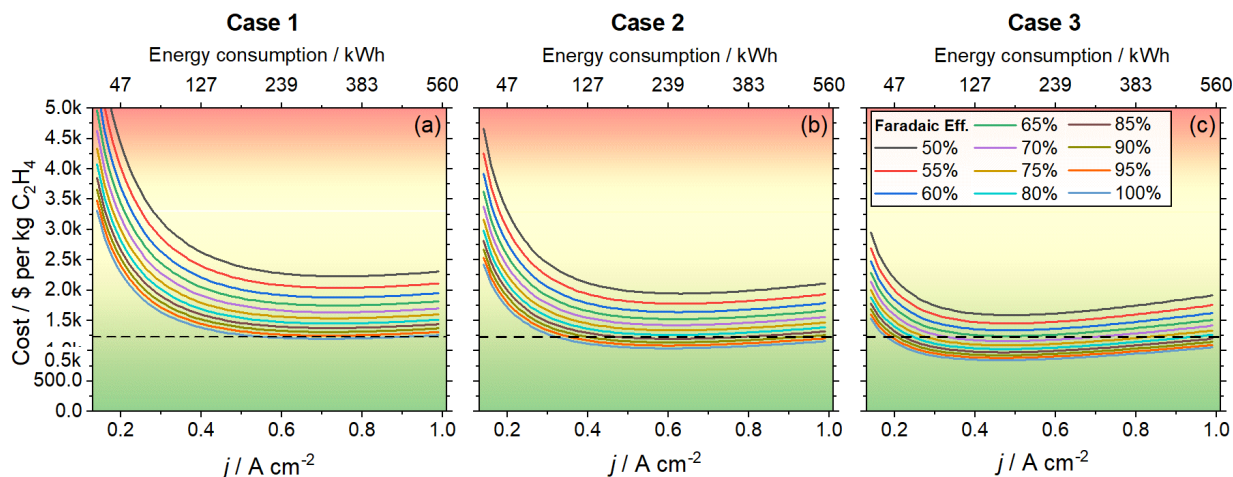 Case 1
Case 2
Case 3
Energy consumption / kWh
Energy consumption / kWh
Energy consumption / kWh
47 127 239 383 560
47 127 239 383 560
47 127 239 383 560
Cost / $ per kg C₂H₄
5.0k
4.5k
4.0k
3.5k
3.0k
2.5k
2.0k
1.5k
0.5k
500.0
0.0
(a)
(b)
(c)
Faradaic Eff.
50%
55%
60%
65%
70%
75%
80%
85%
90%
95%
100%
0.2 0.4 0.6 0.8 1.0
0.2 0.4 0.6 0.8 1.0
0.2 0.4 0.6 0.8 1.0
j / A cm⁻²
j / A cm⁻²
j / A cm⁻²